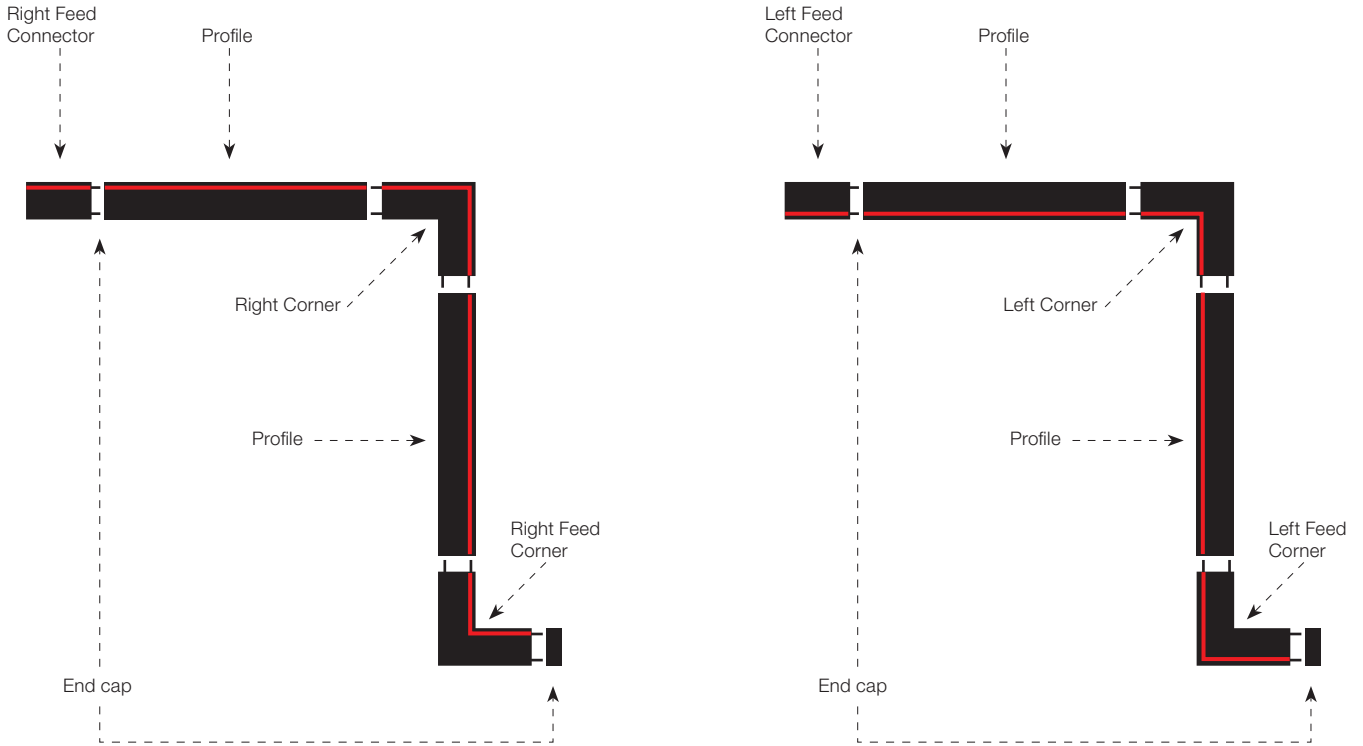 Right Feed
Connector
Profile
Right Corner
Profile
Right Feed
Corner
End cap
Left Feed
Connector
Profile
Left Corner
Profile
Left Feed
Corner
End cap